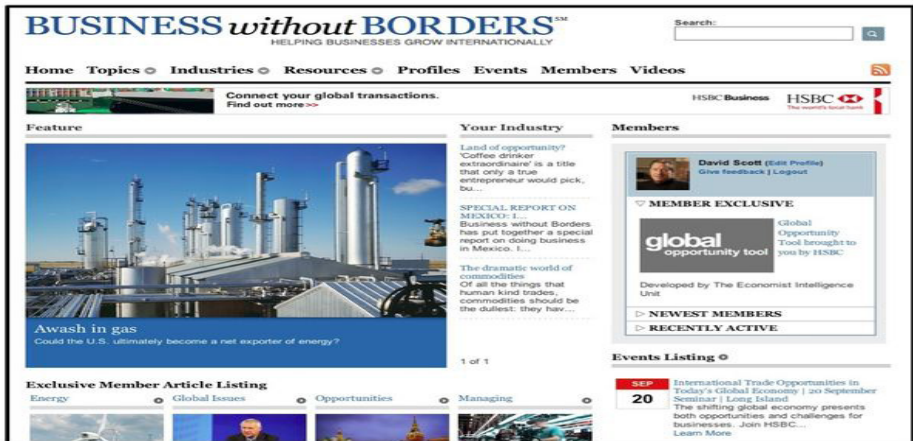 BUSINESS without BORDERS℠
HELPING BUSINESSES GROW INTERNATIONALLY
Search:
Home Topics Industries Resources Profiles Events Members Videos
Connect your global transactions.
Find out more >>
HSBC Business
HSBC
The world's local bank
Feature
Awash in gas
Could the U.S. ultimately become a net exporter of energy?
Your Industry
Land of opportunity?
'Coffee drinker
extraordinaire' is a title
that only a true
entrepreneur would pick,
bu...
SPECIAL REPORT ON
MEXICO: I...
Business without Borders
has put together a special
report on doing business
in Mexico. I...
The dramatic world of
commodities
Of all the things that
human kind trades,
commodities should be
the dullest: they hav...
1 of 1
Members
David Scott (Edit Profile)
Give feedback | Logout
MEMBER EXCLUSIVE
global
opportunity tool
Global
Opportunity
Tool brought to
you by HSBC
Developed by The Economist Intelligence
Unit
NEWEST MEMBERS
RECENTLY ACTIVE
Events Listing
SEP
20
International Trade Opportunities in
Today's Global Economy | 20 September
Seminar | Long Island
The shifting global economy presents
both opportunities and challenges for
businesses. Join HSBC...
Learn More
Exclusive Member Article Listing
Energy
Global Issues
Opportunities
Managing